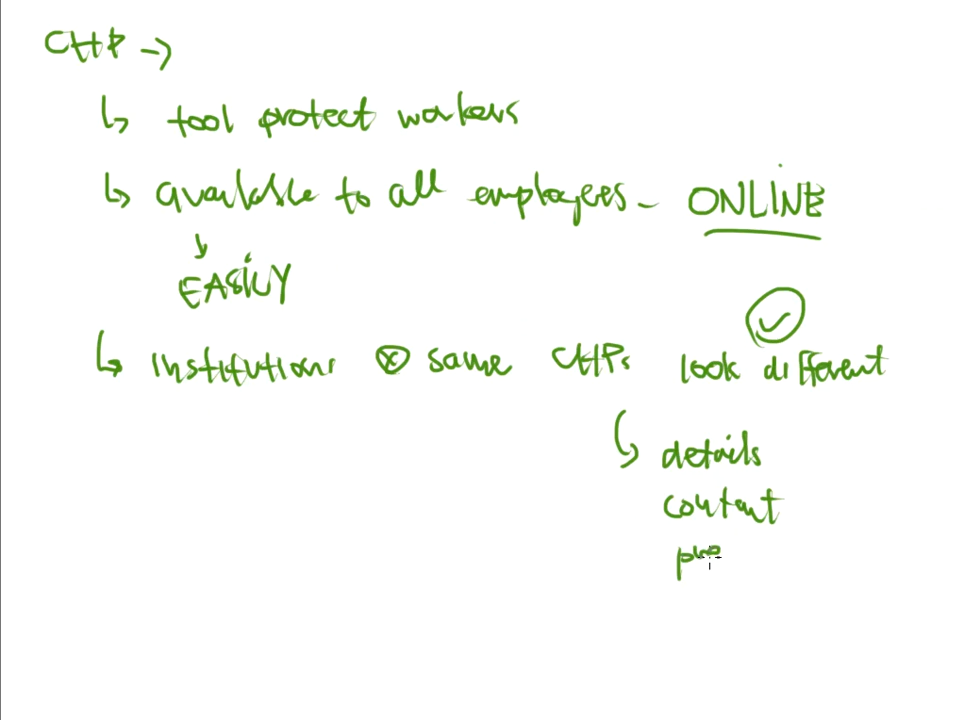 CHP →
↳ tool protect workers
↳ available to all employees - ONLINE
↓
EASILY
↳ institutions ⊗ same CHPs look different
✓
↳ details
content